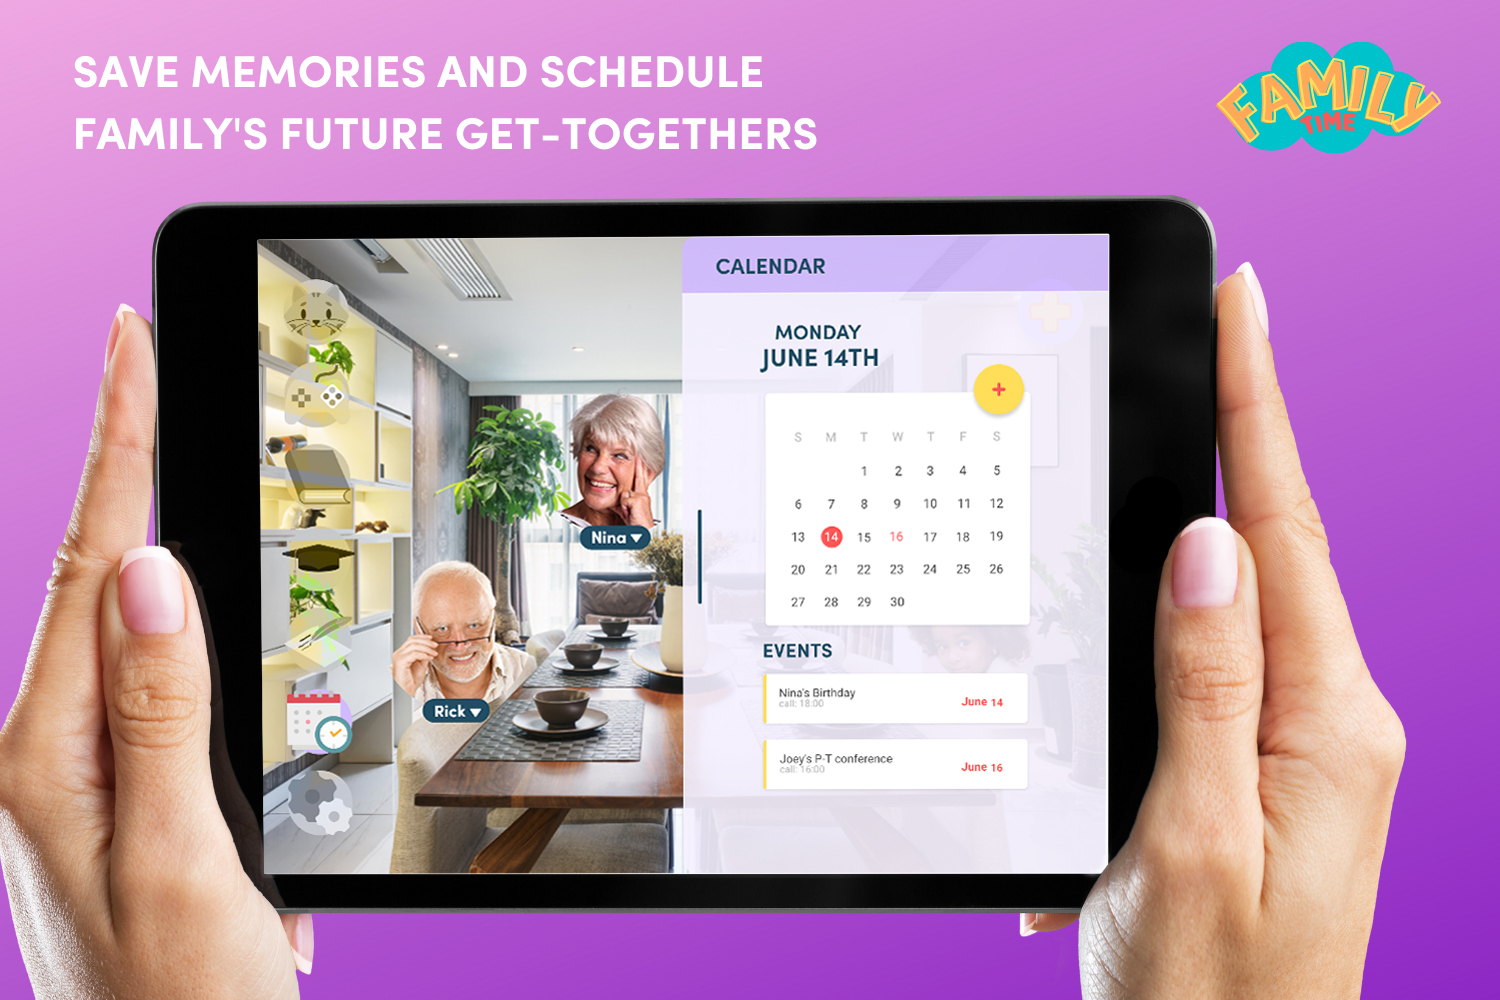 SAVE MEMORIES AND SCHEDULE
FAMILY'S FUTURE GET-TOGETHERS
FAMILY
TIME
CALENDAR
MONDAY
JUNE 14TH
+
S M T W T F S
1 2 3 4 5
6 7 8 9 10 11 12
13 14 15 16 17 18 19
20 21 22 23 24 25 26
27 28 29 30
Nina
Rick
EVENTS
Nina's Birthday
call: 18:00
June 14
Joey's P-T conference
call: 16:00
June 16